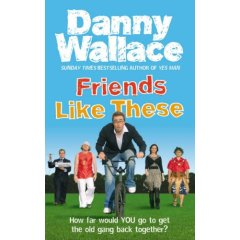 Danny
Wallace
SUNDAY TIMES BESTSELLING AUTHOR OF YES MAN
Friends
Like These
How far would YOU go to get
the old gang back together?